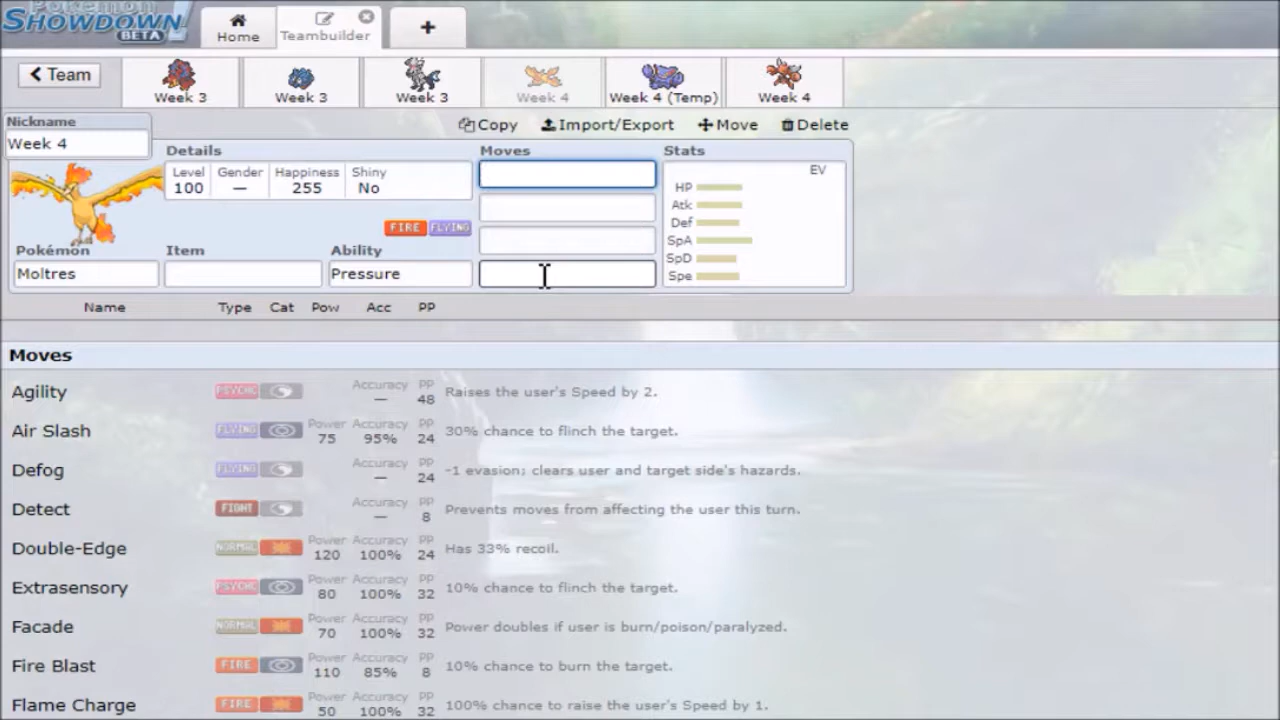 Pokémon
SHOWDOWN
BETA
Home
Teambuilder
+
Team
Week 3
Week 3
Week 3
Week 4
Week 4 (Temp)
Week 4
Nickname
Week 4
Copy Import/Export Move Delete
Details
Level Gender Happiness Shiny
100 — 255 No
FIRE FLYING
Pokémon Item Ability
Moltres Pressure
Moves
Stats
EV
HP
Atk
Def
SpA
SpD
Spe
Name Type Cat Pow Acc PP
Moves
Agility PSYCHC Accuracy — PP 48 Raises the user's Speed by 2.
Air Slash FLYING Power 75 Accuracy 95% PP 24 30% chance to flinch the target.
Defog FLYING Accuracy — PP 24 -1 evasion; clears user and target side's hazards.
Detect FIGHT Accuracy — PP 8 Prevents moves from affecting the user this turn.
Double-Edge NORMAL Power 120 Accuracy 100% PP 24 Has 33% recoil.
Extrasensory PSYCHC Power 80 Accuracy 100% PP 32 10% chance to flinch the target.
Facade NORMAL Power 70 Accuracy 100% PP 32 Power doubles if user is burn/poison/paralyzed.
Fire Blast FIRE Power 110 Accuracy 85% PP 8 10% chance to burn the target.
Flame Charge FIRE Power 50 Accuracy 100% PP 32 100% chance to raise the user's Speed by 1.